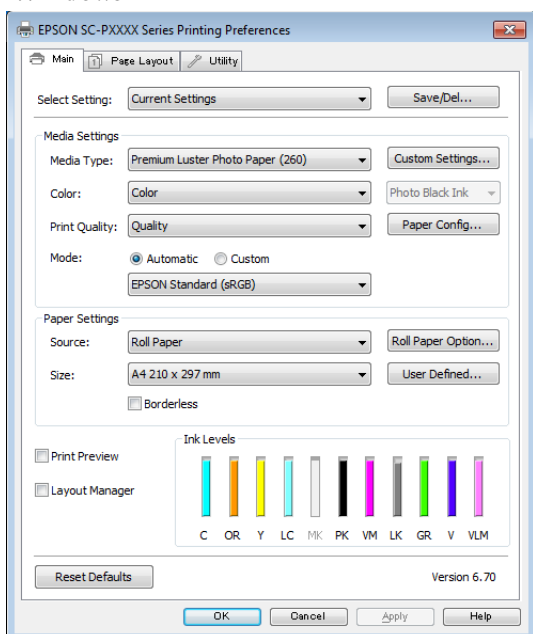 EPSON SC-PXXXX Series Printing Preferences
Main Page Layout Utility
Select Setting: Current Settings Save/Del...
Media Settings
Media Type: Premium Luster Photo Paper (260) Custom Settings...
Color: Color Photo Black Ink
Print Quality: Quality Paper Config...
Mode: Automatic Custom
EPSON Standard (sRGB)
Paper Settings
Source: Roll Paper Roll Paper Option...
Size: A4 210 x 297 mm User Defined...
Borderless
Ink Levels
Print Preview
Layout Manager
C OR Y LC MK PK VM LK GR V VLM
Reset Defaults Version 6.70
OK Cancel Apply Help